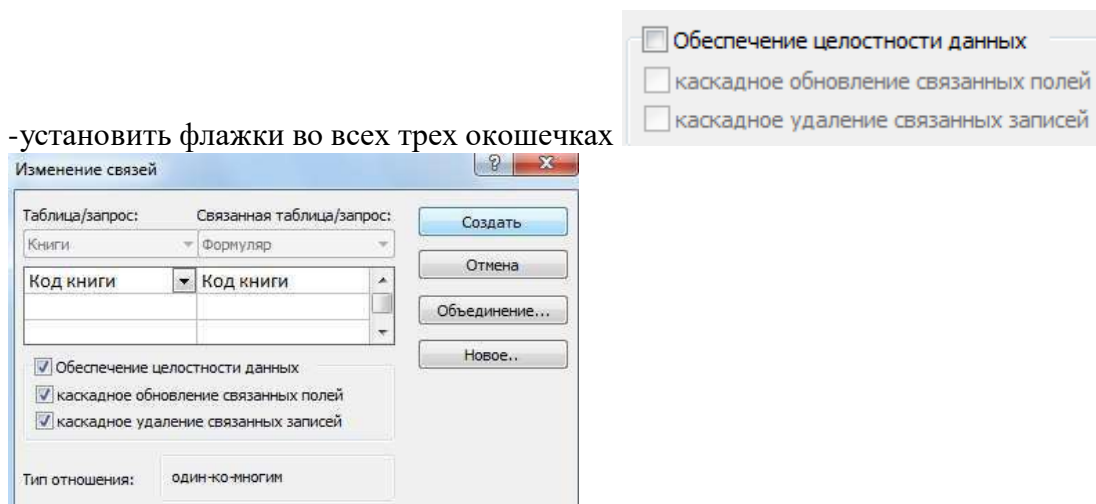 Обеспечение целостности данных
каскадное обновление связанных полей
каскадное удаление связанных записей
-установить флажки во всех трех окошечках
Изменение связей
Таблица/запрос: Связанная таблица/запрос:
Книги Формуляр
Код книги Код книги
Создать
Отмена
Объединение...
Новое..
Обеспечение целостности данных
каскадное обновление связанных полей
каскадное удаление связанных записей
Тип отношения: один-ко-многим